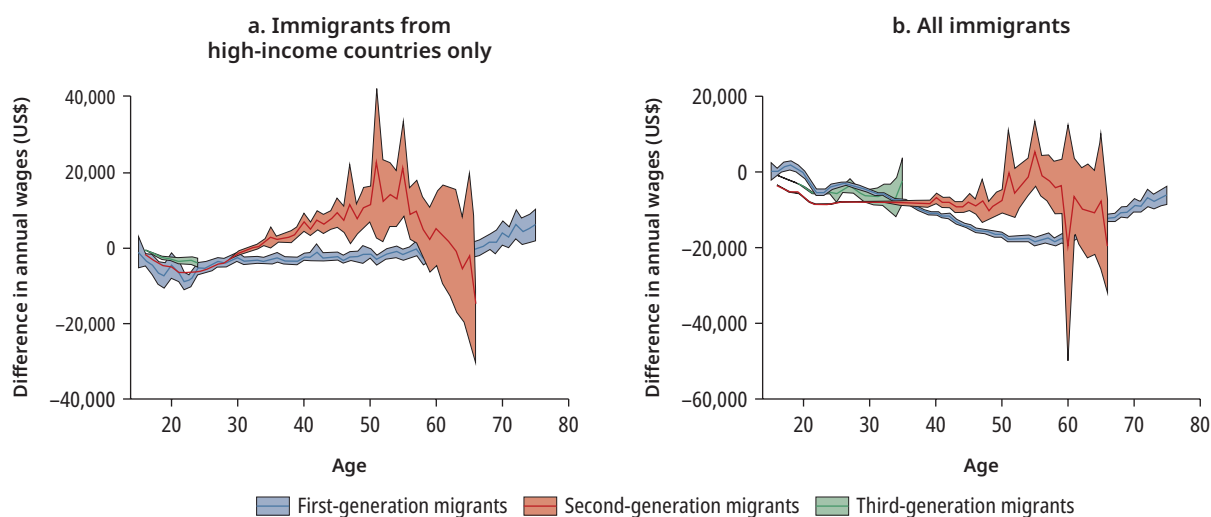 a. Immigrants from
high-income countries only
Difference in annual wages (US$)
40,000
20,000
0
–20,000
–40,000
20
30
40
50
60
70
80
Age
b. All immigrants
Difference in annual wages (US$)
20,000
0
–20,000
–40,000
–60,000
20
30
40
50
60
70
80
Age
First-generation migrants
Second-generation migrants
Third-generation migrants